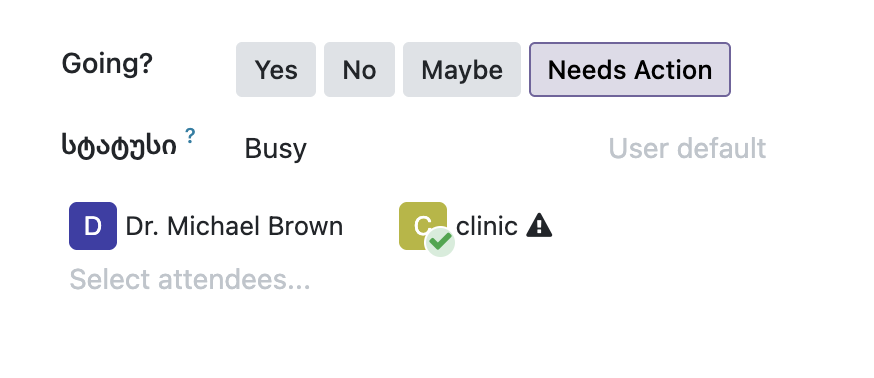 Going? Yes No Maybe Needs Action
სტატუსი ? Busy User default
D Dr. Michael Brown C clinic
Select attendees...